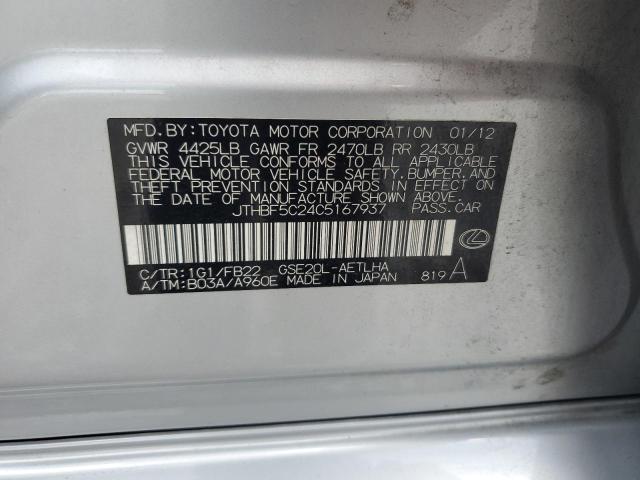 MFD.BY:TOYOTA MOTOR CORPORATION 01/12
GVWR 4425LB GAWR FR 2470LB RR 2430LB
THIS VEHICLE CONFORMS TO ALL APPLICABLE
FEDERAL MOTOR VEHICLE SAFETY,BUMPER,AND
THEFT PREVENTION STANDARDS IN EFFECT ON
THE DATE OF MANUFACTURE SHOWN ABOVE.
JTHBF5C24C5167937 PASS.CAR
C/TR:1G1/FB22 GSE20L-AETLHA
A/TM:B03A/A960E MADE IN JAPAN 819 A